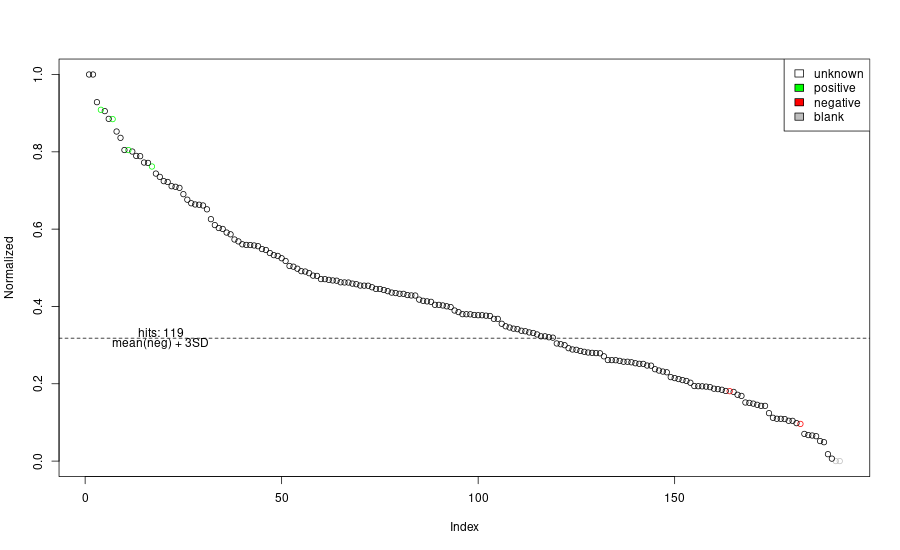 unknown
positive
negative
blank
1.0
0.8
0.6
0.4
0.2
0.0
Normalized
hits: 119
mean(neg) + 3SD
0
50
100
150
Index